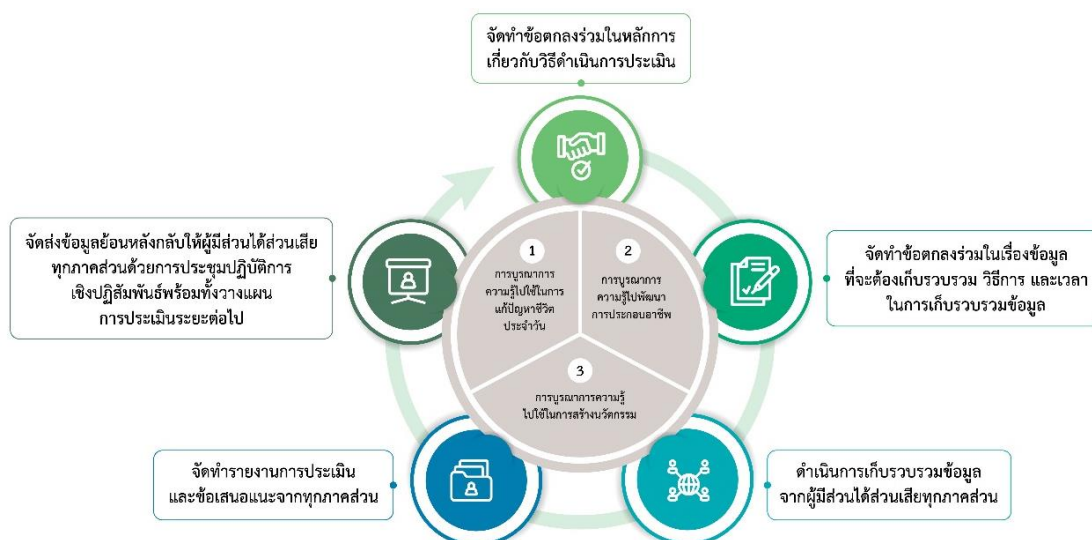 จัดทำข้อตกลงร่วมในหลักการ
เกี่ยวกับวิธีดำเนินการประเมิน
จัดทำข้อตกลงร่วมในเรื่องข้อมูล
ที่จะต้องเก็บรวบรวม วิธีการ และเวลา
ในการเก็บรวบรวมข้อมูล
ดำเนินการเก็บรวบรวมข้อมูล
จากผู้มีส่วนได้ส่วนเสียทุกภาคส่วน
จัดทำรายงานการประเมิน
และข้อเสนอแนะจากทุกภาคส่วน
จัดส่งข้อมูลย้อนหลังกลับให้ผู้มีส่วนได้ส่วนเสีย
ทุกภาคส่วนด้วยการประชุมปฏิบัติการ
เชิงปฏิสัมพันธ์พร้อมทั้งวางแผน
การประเมินระยะต่อไป
1
การบูรณาการ
ความรู้ไปใช้ในการ
แก้ปัญหาชีวิต
ประจำวัน
2
การบูรณาการ
ความรู้ไปพัฒนา
การประกอบอาชีพ
3
การบูรณาการความรู้
ไปใช้ในการสร้างนวัตกรรม